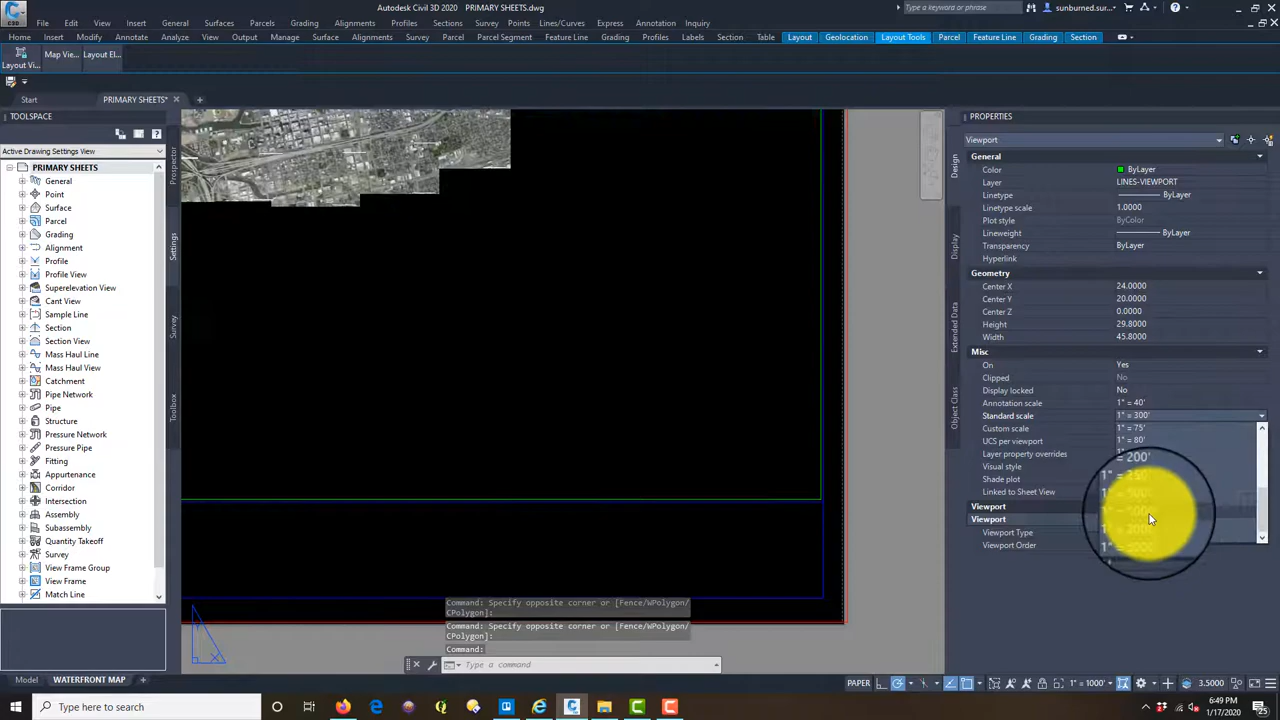 Autodesk Civil 3D 2020 PRIMARY SHEETS.dwg
Type a keyword or phrase
sunburned.sur...
C3D
File Edit View Insert General Surfaces Parcels Grading Alignments Profiles Sections Survey Points Lines/Curves Express Annotation Inquiry
Home Insert Modify Annotate Analyze View Output Manage Surface Alignments Survey Parcel Parcel Segment Feature Line Grading Profiles Labels Section Table Layout Geolocation Layout Tools Parcel Feature Line Grading Section
Layout Vi... Map Vie... Layout El...
Start PRIMARY SHEETS*
TOOLSPACE
Active Drawing Settings View
PRIMARY SHEETS
General
Point
Surface
Parcel
Grading
Alignment
Profile
Profile View
Superelevation View
Cant View
Sample Line
Section
Section View
Mass Haul Line
Mass Haul View
Catchment
Pipe Network
Pipe
Structure
Pressure Network
Pressure Pipe
Fitting
Appurtenance
Corridor
Intersection
Assembly
Subassembly
Quantity Takeoff
Survey
View Frame Group
View Frame
Match Line
Prospector
Settings
Survey
Toolbox
Command: Specify opposite corner or [Fence/WPolygon/
CPolygon]:
Command: Specify opposite corner or [Fence/WPolygon/
CPolygon]:
Command:
Type a command
PROPERTIES
Design
Display
Extended Data
Object Class
Viewport
General
Color ByLayer
Layer LINES-VIEWPORT
Linetype ByLayer
Linetype scale 1.0000
Plot style ByColor
Lineweight ByLayer
Transparency ByLayer
Hyperlink
Geometry
Center X 24.0000
Center Y 20.0000
Center Z 0.0000
Height 29.8000
Width 45.8000
Misc
On Yes
Clipped No
Display locked No
Annotation scale 1" = 40'
Standard scale 1" = 300'
Custom scale 1" = 75'
UCS per viewport 1" = 80'
Layer property overrides = 200'
Visual style
Shade plot
Linked to Sheet View
Viewport
Viewport
Viewport Type
Viewport Order
Model WATERFRONT MAP
PAPER 1" = 1000' 3.5000
Type here to search
6:49 PM
1/17/2020